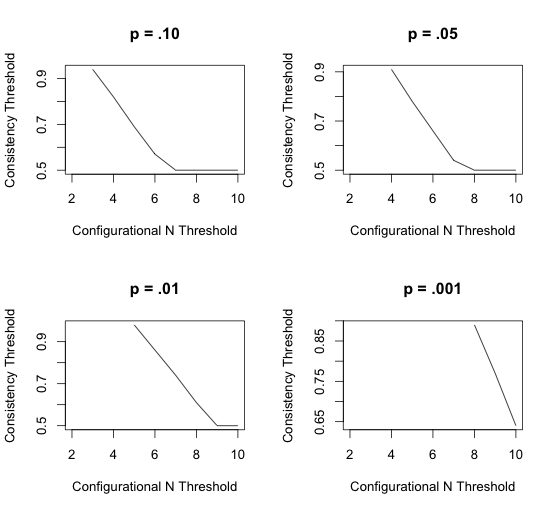 p = .10
Consistency Threshold
0.5 0.7 0.9
2 4 6 8 10
Configurational N Threshold
p = .05
Consistency Threshold
0.5 0.7 0.9
2 4 6 8 10
Configurational N Threshold
p = .01
Consistency Threshold
0.5 0.7 0.9
2 4 6 8 10
Configurational N Threshold
p = .001
Consistency Threshold
0.65 0.75 0.85
2 4 6 8 10
Configurational N Threshold